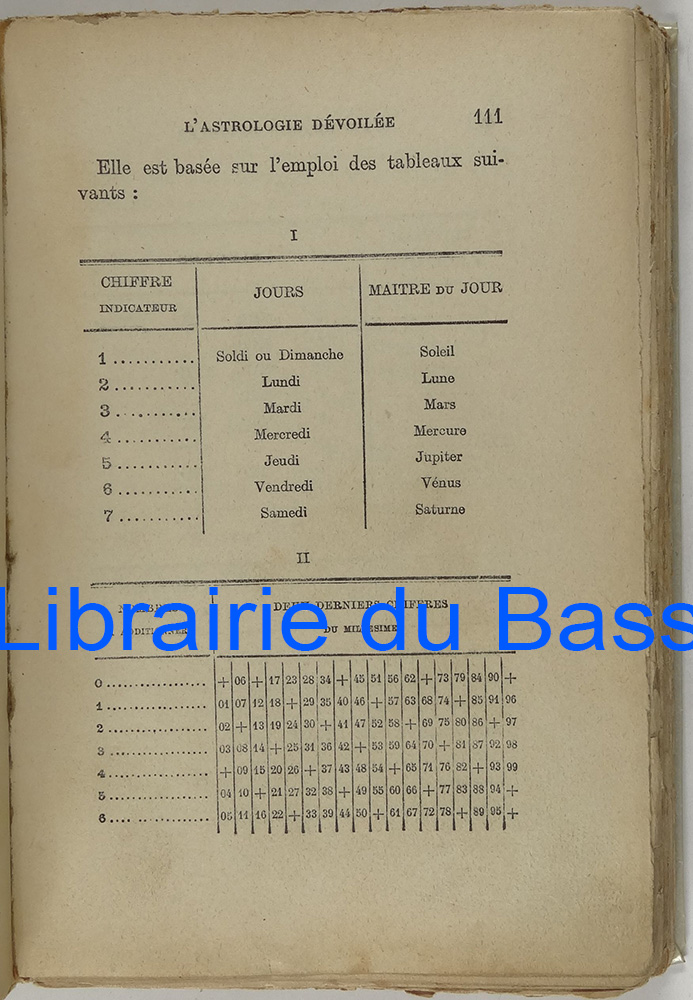 L'ASTROLOGIE DÉVOILÉE 111
Elle est basée sur l'emploi des tableaux sui-
vants :
I
CHIFFRE INDICATEUR JOURS MAITRE DU JOUR
1 ........... Soldi ou Dimanche Soleil
2 ........... Lundi Lune
3 ........... Mardi Mars
4 ........... Mercredi Mercure
5 ........... Jeudi Jupiter
6 ........... Vendredi Vénus
7 ........... Samedi Saturne
II
DEUX DERNIERS CHIFFRES
DU MILLÉSIME
Librairie du Bass
0 ................ + 06 + 17 23 28 34 + 45 51 56 62 + 73 79 84 90 +
1 ................ 01 07 12 18 + 29 35 40 46 + 57 63 68 74 + 85 91 96
2 ................ 02 + 13 19 24 30 + 41 47 52 58 + 69 75 80 86 + 97
3 ................ 03 08 14 + 25 31 36 42 + 53 59 64 70 + 81 87 92 98
4 ................ + 09 15 20 26 + 37 43 48 54 + 65 71 76 82 + 93 99
5 ................ 04 10 + 21 27 32 38 + 49 55 60 66 + 77 83 88 94 +
6 .... ............ 05 11 16 22 + 33 39 44 50 + 61 67 72 78 + 89 95 +